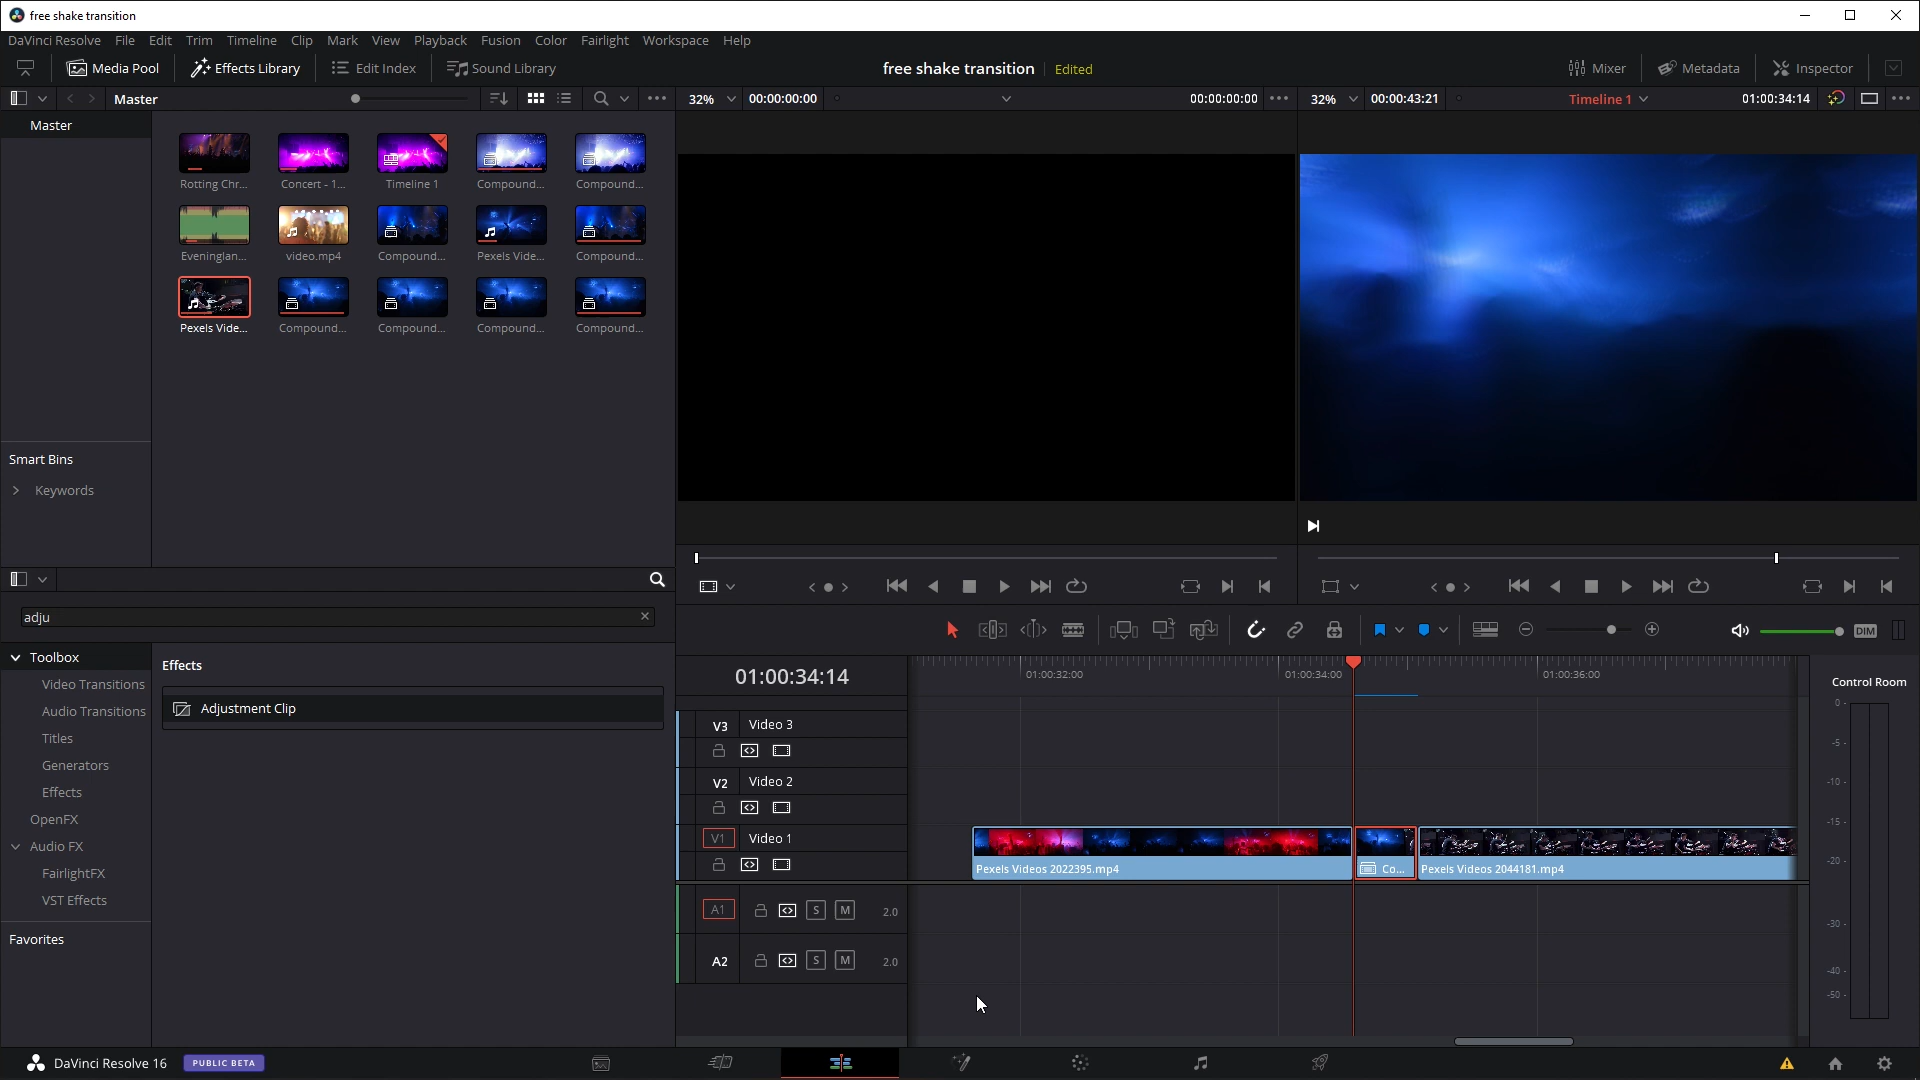 free shake transition
DaVinci Resolve File Edit Trim Timeline Clip Mark View Playback Fusion Color Fairlight Workspace Help
Media Pool Effects Library Edit Index Sound Library free shake transition Edited Mixer Metadata Inspector
Master 32% 00:00:00:00 00:00:00:00 32% 00:00:43:21 Timeline 1 01:00:34:14
Master
Rotting Chr... Concert - 1... Timeline 1 Compound... Compound...
Eveninglan... video.mp4 Compound... Pexels Vide... Compound...
Pexels Vide... Compound... Compound... Compound... Compound...
Smart Bins
Keywords
adju
Toolbox
Video Transitions
Audio Transitions
Titles
Generators
Effects
OpenFX
Audio FX
FairlightFX
VST Effects
Favorites
Effects
Adjustment Clip
DIM
01:00:34:14
01:00:32:00 01:00:34:00 01:00:36:00
V3 Video 3
V2 Video 2
V1 Video 1
Pexels Videos 2022395.mp4 Co... Pexels Videos 2044181.mp4
A1 S M 2.0
A2 S M 2.0
Control Room
0
-5
-10
-15
-20
-30
-40
-50
DaVinci Resolve 16 PUBLIC BETA